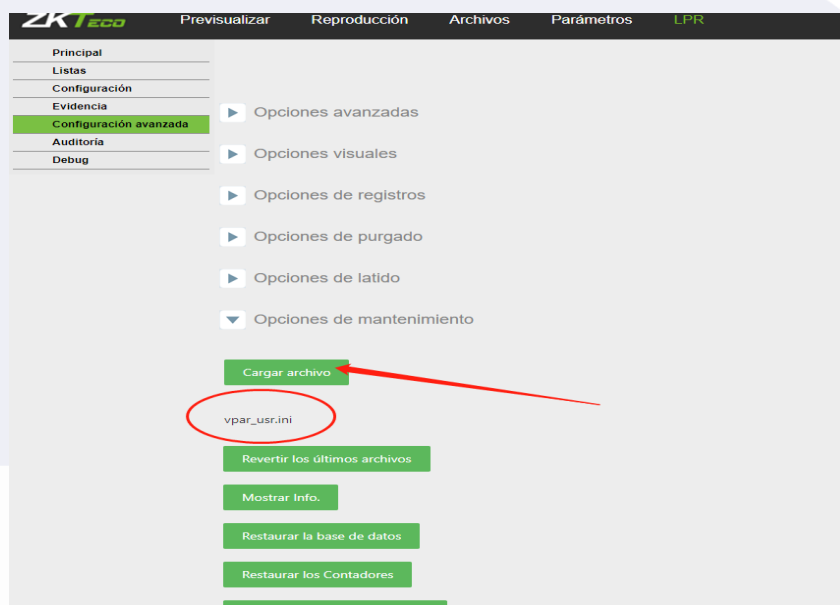 ZKTeco Previsualizar Reproducción Archivos Parámetros LPR
Principal
Listas
Configuración
Evidencia
Configuración avanzada
Auditoría
Debug
Opciones avanzadas
Opciones visuales
Opciones de registros
Opciones de purgado
Opciones de latido
Opciones de mantenimiento
Cargar archivo
vpar_usr.ini
Revertir los últimos archivos
Mostrar Info.
Restaurar la base de datos
Restaurar los Contadores